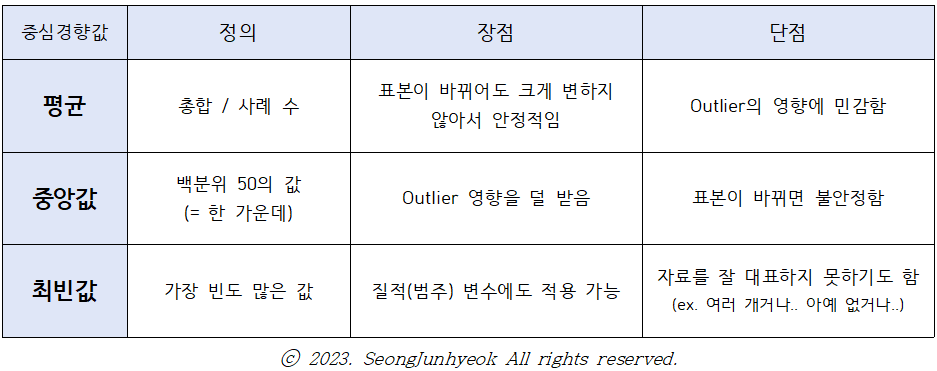 중심경향값 정의 장점 단점
평균
총합 / 사례 수
표본이 바뀌어도 크게 변하지
않아서 안정적임
Outlier의 영향에 민감함
중앙값
백분위 50의 값
(= 한 가운데)
Outlier 영향을 덜 받음
표본이 바뀌면 불안정함
최빈값
가장 빈도 많은 값
질적(범주) 변수에도 적용 가능
자료를 잘 대표하지 못하기도 함
(ex. 여러 개거나.. 아예 없거나..)
ⓒ 2023. SeongJunhyeok All rights reserved.